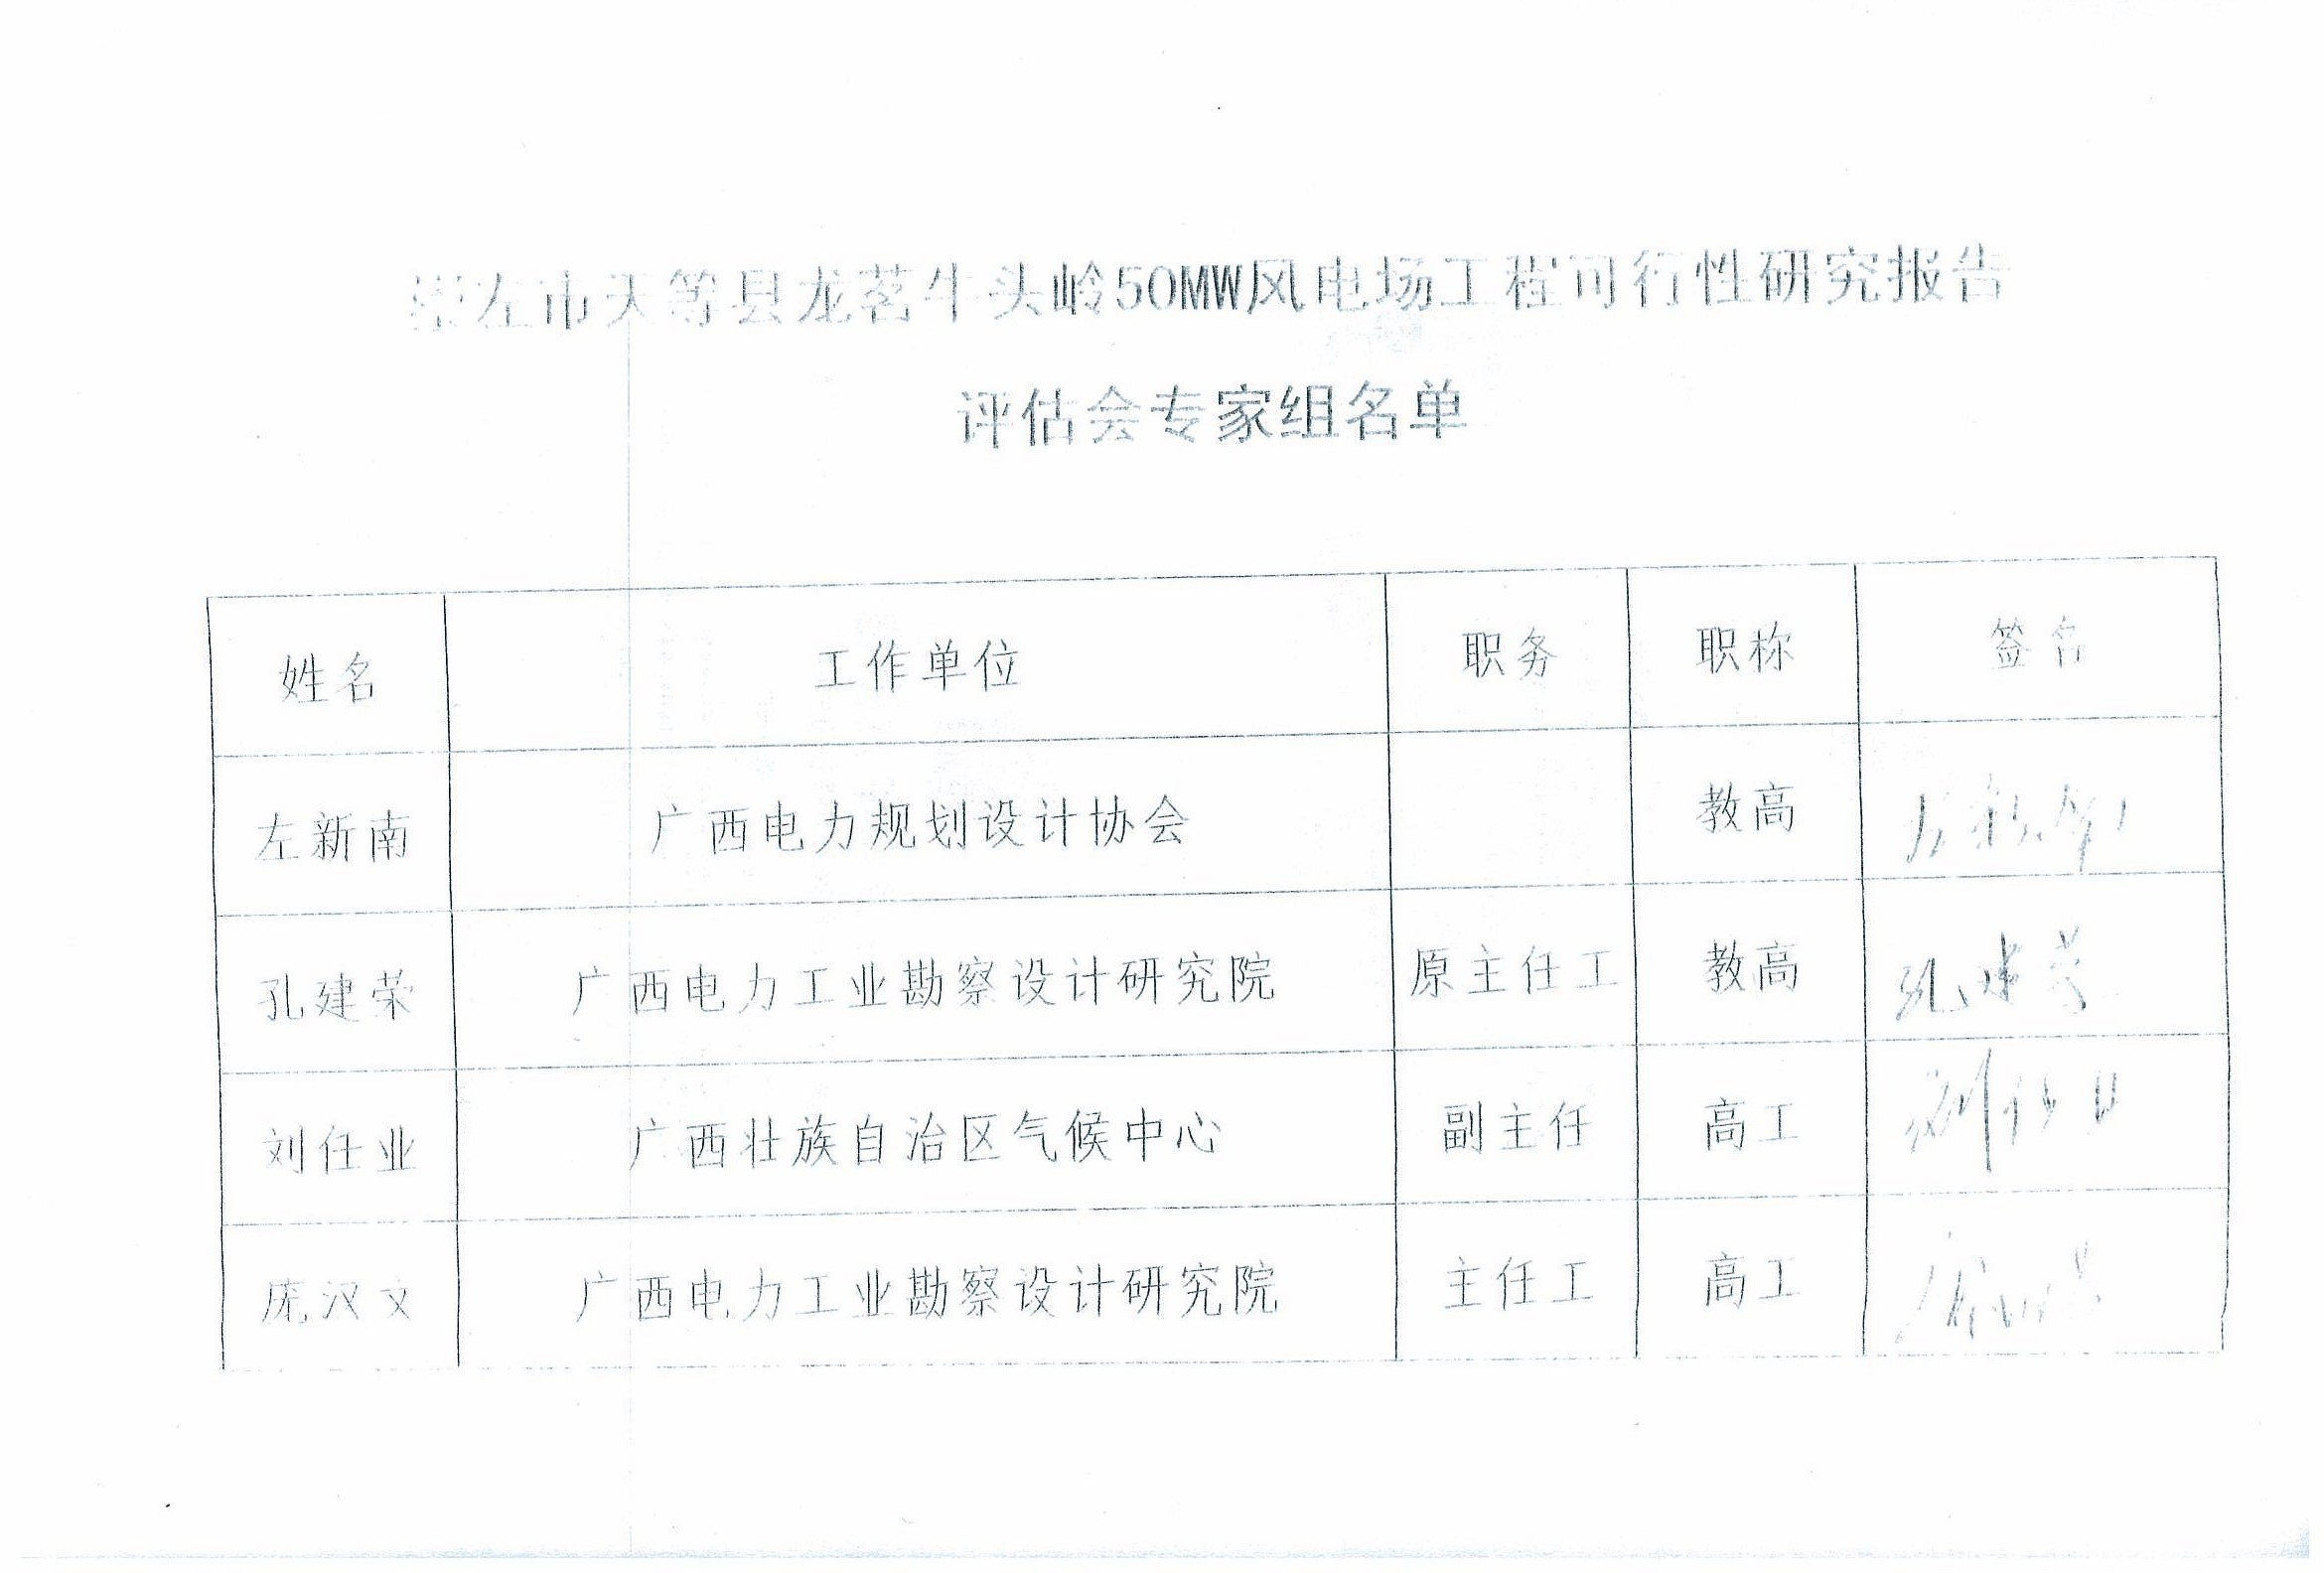 崇左市天等县龙茗牛头岭50MW风电场工程可行性研究报告
评估会专家组名单
姓名 工作单位 职务 职称 签名
左新南 广西电力规划设计协会 教高 左新南
孔建荣 广西电力工业勘察设计研究院 原主任工 教高 孔建荣
刘任业 广西壮族自治区气候中心 副主任 高工
庞汉文 广西电力工业勘察设计研究院 主任工 高工